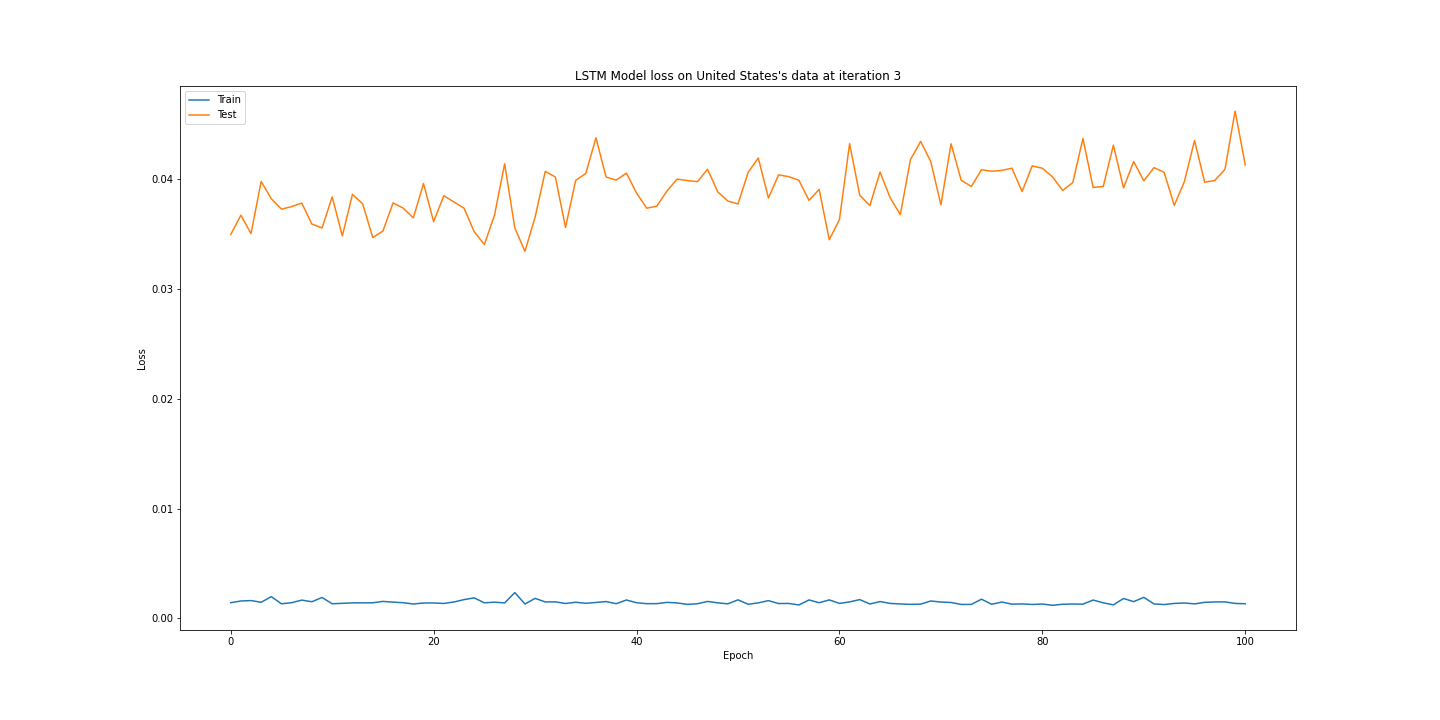 LSTM Model loss on United States's data at iteration 3
Train
Test
0.04
0.03
0.02
0.01
0.00
Loss
0 20 40 60 80 100
Epoch